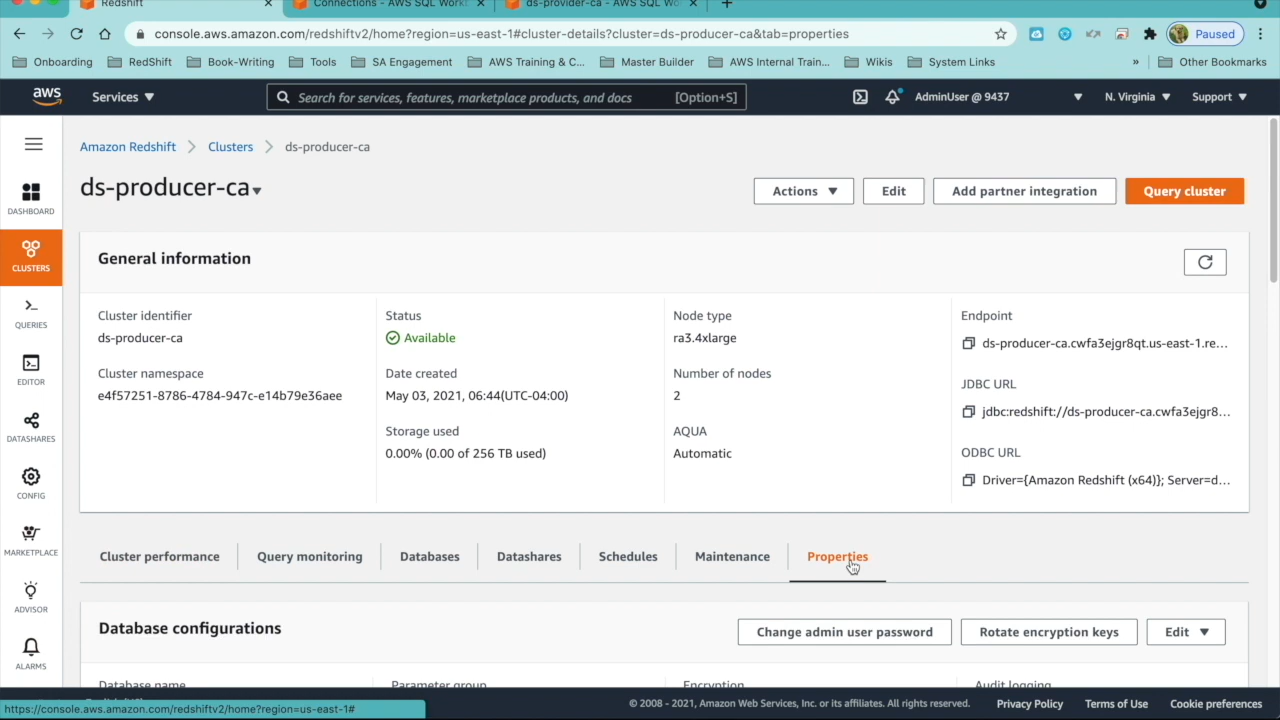 Redshift
Connections - AWS SQL Work
ds-provider-ca - AWS SQL Wo
console.aws.amazon.com/redshiftv2/home?region=us-east-1#cluster-details?cluster=ds-producer-ca&tab=properties
Paused
Onboarding RedShift Book-Writing Tools SA Engagement AWS Training & C... Master Builder AWS Internal Train... Wikis System Links » Other Bookmarks
aws Services Search for services, features, marketplace products, and docs [Option+S] AdminUser @ 9437 N. Virginia Support
Amazon Redshift Clusters ds-producer-ca
ds-producer-ca
Actions Edit Add partner integration Query cluster
DASHBOARD
CLUSTERS
QUERIES
EDITOR
DATASHARES
CONFIG
MARKETPLACE
ADVISOR
ALARMS
General information
Cluster identifier
ds-producer-ca
Cluster namespace
e4f57251-8786-4784-947c-e14b79e36aee
Status
Available
Date created
May 03, 2021, 06:44(UTC-04:00)
Storage used
0.00% (0.00 of 256 TB used)
Node type
ra3.4xlarge
Number of nodes
2
AQUA
Automatic
Endpoint
ds-producer-ca.cwfa3ejgr8qt.us-east-1.re...
JDBC URL
jdbc:redshift://ds-producer-ca.cwfa3ejgr8...
ODBC URL
Driver={Amazon Redshift (x64)}; Server=d...
Cluster performance Query monitoring Databases Datashares Schedules Maintenance Properties
Database configurations
Change admin user password Rotate encryption keys Edit
Database name Parameter group Encryption Audit logging
© 2008 - 2021, Amazon Web Services, Inc. or its affiliates. All rights reserved. Privacy Policy Terms of Use Cookie preferences
https://console.aws.amazon.com/redshiftv2/home?region=us-east-1#